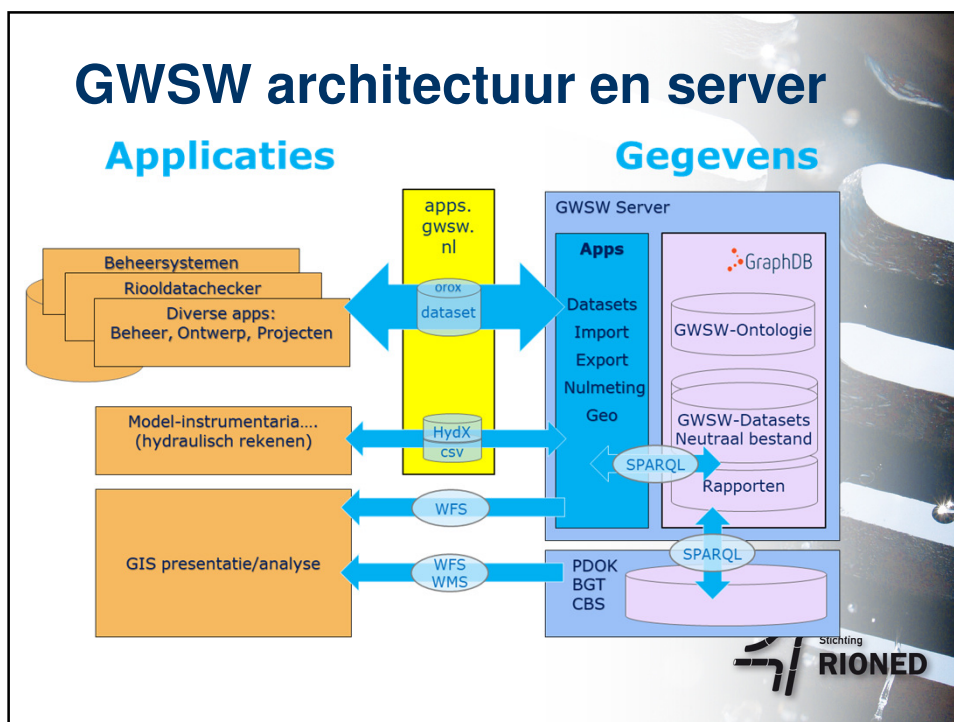 GWSW architectuur en server
Applicaties
Gegevens
Beheersystemen
Riooldatachecker
Diverse apps:
Beheer, Ontwerp, Projecten
Model-instrumentaria....
(hydraulisch rekenen)
GIS presentatie/analyse
apps.
gwsw.
nl
orox
dataset
HydX
csv
WFS
WFS
WMS
GWSW Server
Apps
Datasets
Import
Export
Nulmeting
Geo
GraphDB
GWSW-Ontologie
GWSW-Datasets
Neutraal bestand
Rapporten
SPARQL
SPARQL
PDOK
BGT
CBS
Stichting
RIONED